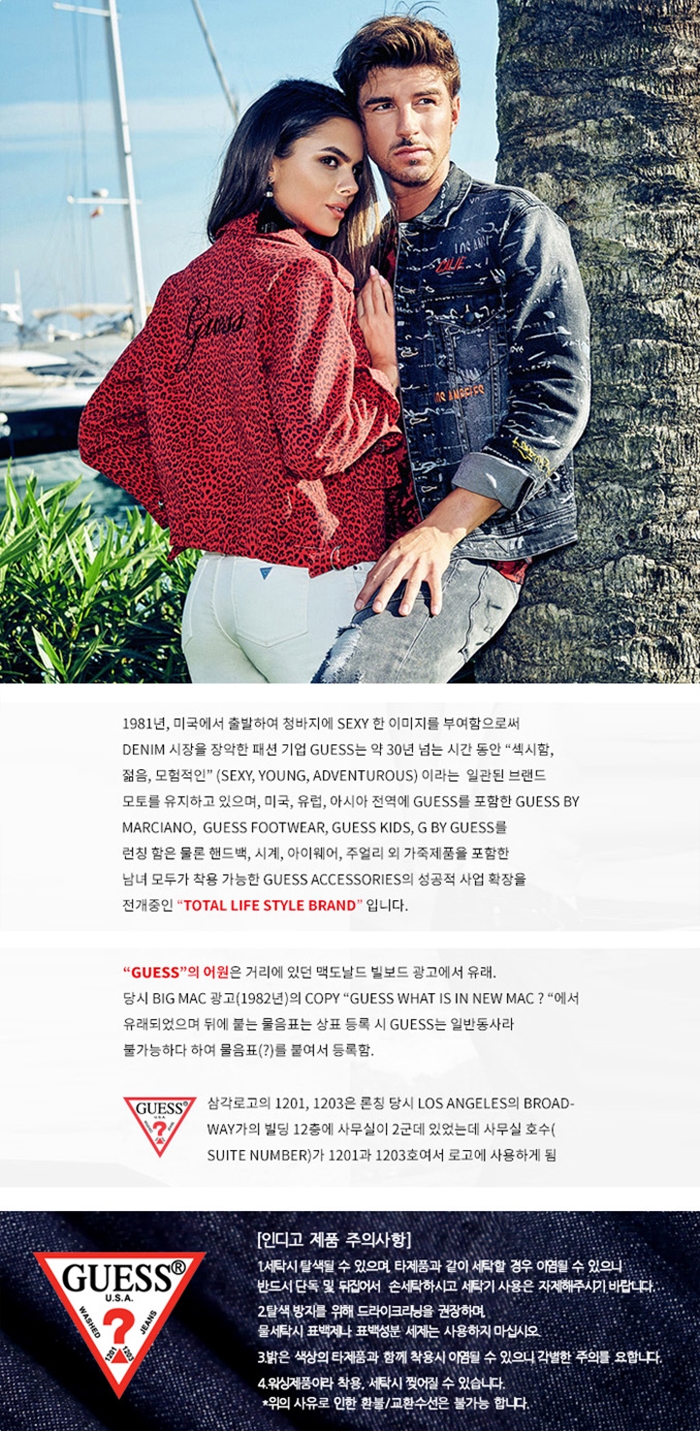 Guess
LOS ANGELES
1981년, 미국에서 출발하여 청바지에 SEXY 한 이미지를 부여함으로써
DENIM 시장을 장악한 패션 기업 GUESS는 약 30년 넘는 시간 동안 “섹시함,
젊음, 모험적인” (SEXY, YOUNG, ADVENTUROUS) 이라는 일관된 브랜드
모토를 유지하고 있으며, 미국, 유럽, 아시아 전역에 GUESS를 포함한 GUESS BY
MARCIANO, GUESS FOOTWEAR, GUESS KIDS, G BY GUESS를
런칭 함은 물론 핸드백, 시계, 아이웨어, 주얼리 외 가죽제품을 포함한
남녀 모두가 착용 가능한 GUESS ACCESSORIES의 성공적 사업 확장을
전개중인 “TOTAL LIFE STYLE BRAND” 입니다.
“GUESS”의 어원은 거리에 있던 맥도날드 빌보드 광고에서 유래.
당시 BIG MAC 광고(1982년)의 COPY “GUESS WHAT IS IN NEW MAC ? “에서
유래되었으며 뒤에 붙는 물음표는 상표 등록 시 GUESS는 일반동사라
불가능하다 하여 물음표(?)를 붙여서 등록함.
GUESS
U.S.A.
?
삼각로고의 1201, 1203은 론칭 당시 LOS ANGELES의 BROAD-
WAY가의 빌딩 12층에 사무실이 2군데 있었는데 사무실 호수(
SUITE NUMBER)가 1201과 1203호여서 로고에 사용하게 됨
GUESS®
U.S.A.
WASHED ? JEANS
1201 1203
[인디고 제품 주의사항]
1.세탁시 탈색될 수 있으며, 타제품과 같이 세탁할 경우 이염될 수 있으니
반드시 단독 및 뒤집어서 손세탁하시고 세탁기 사용은 자제해주시기 바랍니다.
2.탈색 방지를 위해 드라이크리닝을 권장하며,
물세탁시 표백제나 표백성분 세제는 사용하지 마십시오.
3.밝은 색상의 타제품과 함께 착용시 이염될 수 있으니 각별한 주의를 요합니다.
4.워싱제품이라 착용, 세탁시 찢어질 수 있습니다.
*위의 사유로 인한 환불/교환수선은 불가능 합니다.